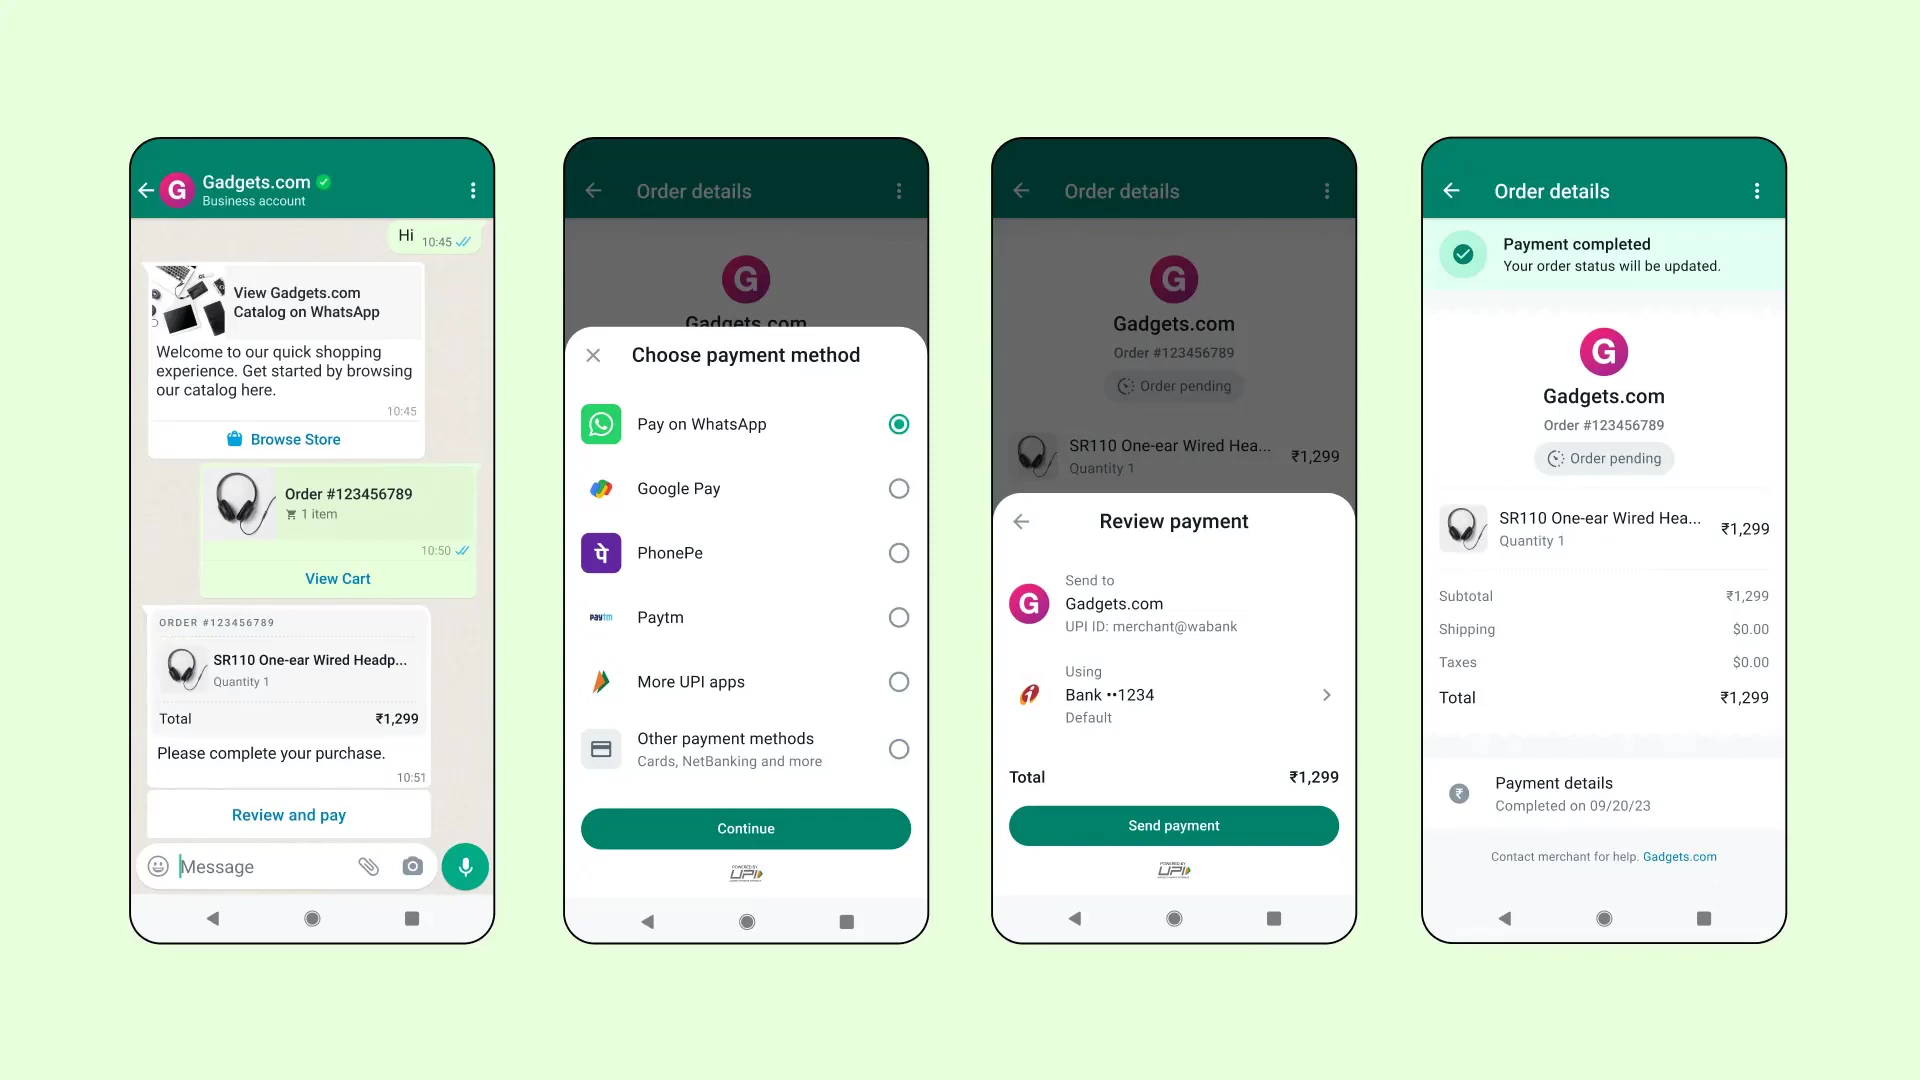 G
Gadgets.com
Business account
Hi 10:45
View Gadgets.com
Catalog on WhatsApp
Welcome to our quick shopping
experience. Get started by browsing
our catalog here.
10:45
Browse Store
Order #123456789
1 item
10:50
View Cart
ORDER #123456789
SR110 One-ear Wired Headp...
Quantity 1
Total ₹1,299
Please complete your purchase.
10:51
Review and pay
Message
Order details
G
Gadgets.com
Choose payment method
Pay on WhatsApp
Google Pay
पे PhonePe
Paytm Paytm
More UPI apps
Other payment methods
Cards, NetBanking and more
Continue
POWERED BY
UPI
Order details
G
Gadgets.com
Order #123456789
Order pending
SR110 One-ear Wired Hea... ₹1,299
Quantity 1
Review payment
Send to
G Gadgets.com
UPI ID: merchant@wabank
Using
Bank ••1234
Default
Total ₹1,299
Send payment
POWERED BY
UPI
Order details
Payment completed
Your order status will be updated.
G
Gadgets.com
Order #123456789
Order pending
SR110 One-ear Wired Hea... ₹1,299
Quantity 1
Subtotal ₹1,299
Shipping $0.00
Taxes $0.00
Total ₹1,299
₹ Payment details
Completed on 09/20/23
Contact merchant for help. Gadgets.com